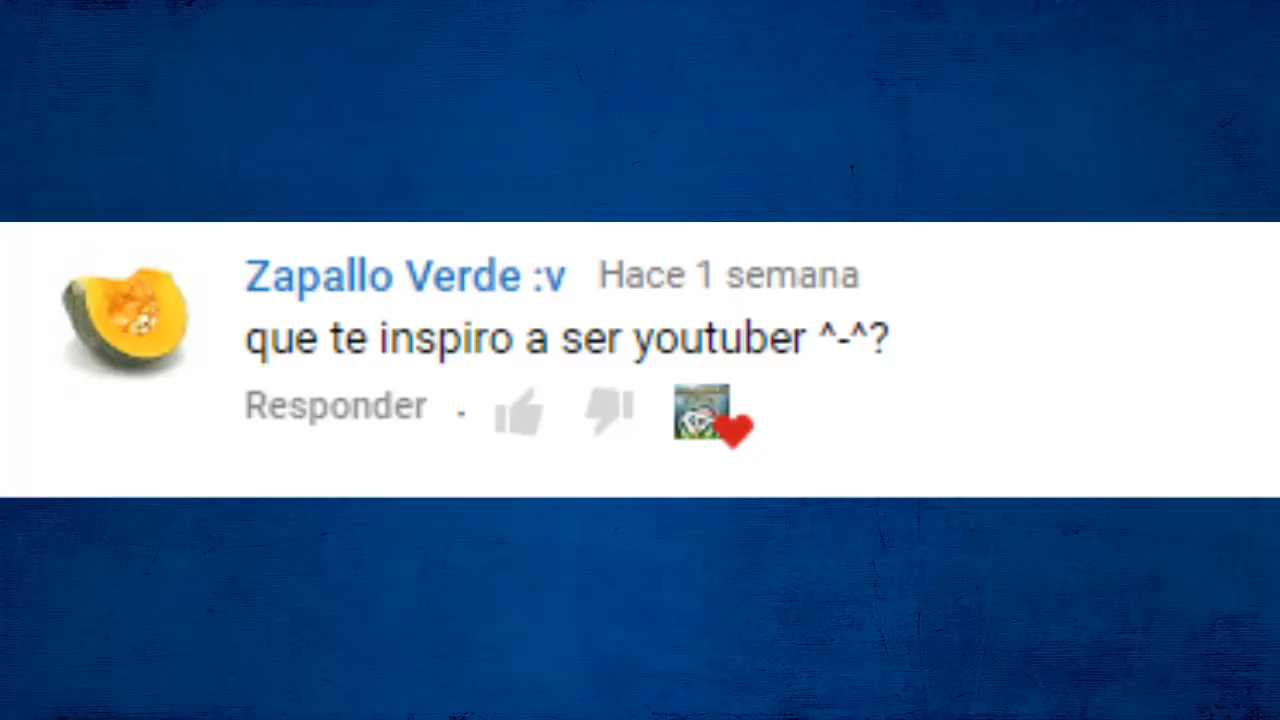 Zapallo Verde :v Hace 1 semana
que te inspiro a ser youtuber ^-^?
Responder